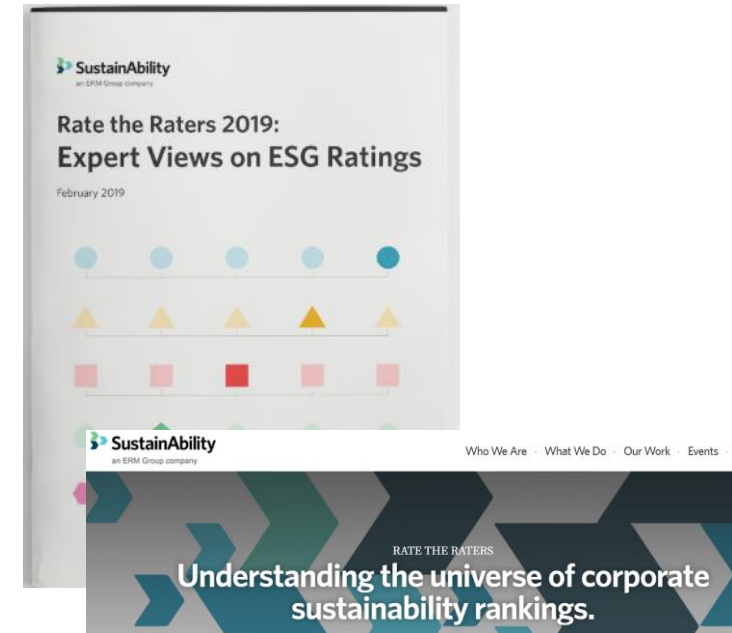 SustainAbility
an ERM Group company
Rate the Raters 2019:
Expert Views on ESG Ratings
February 2019
SustainAbility
an ERM Group company
Who We Are · What We Do · Our Work · Events ·
RATE THE RATERS
Understanding the universe of corporate
sustainability rankings.